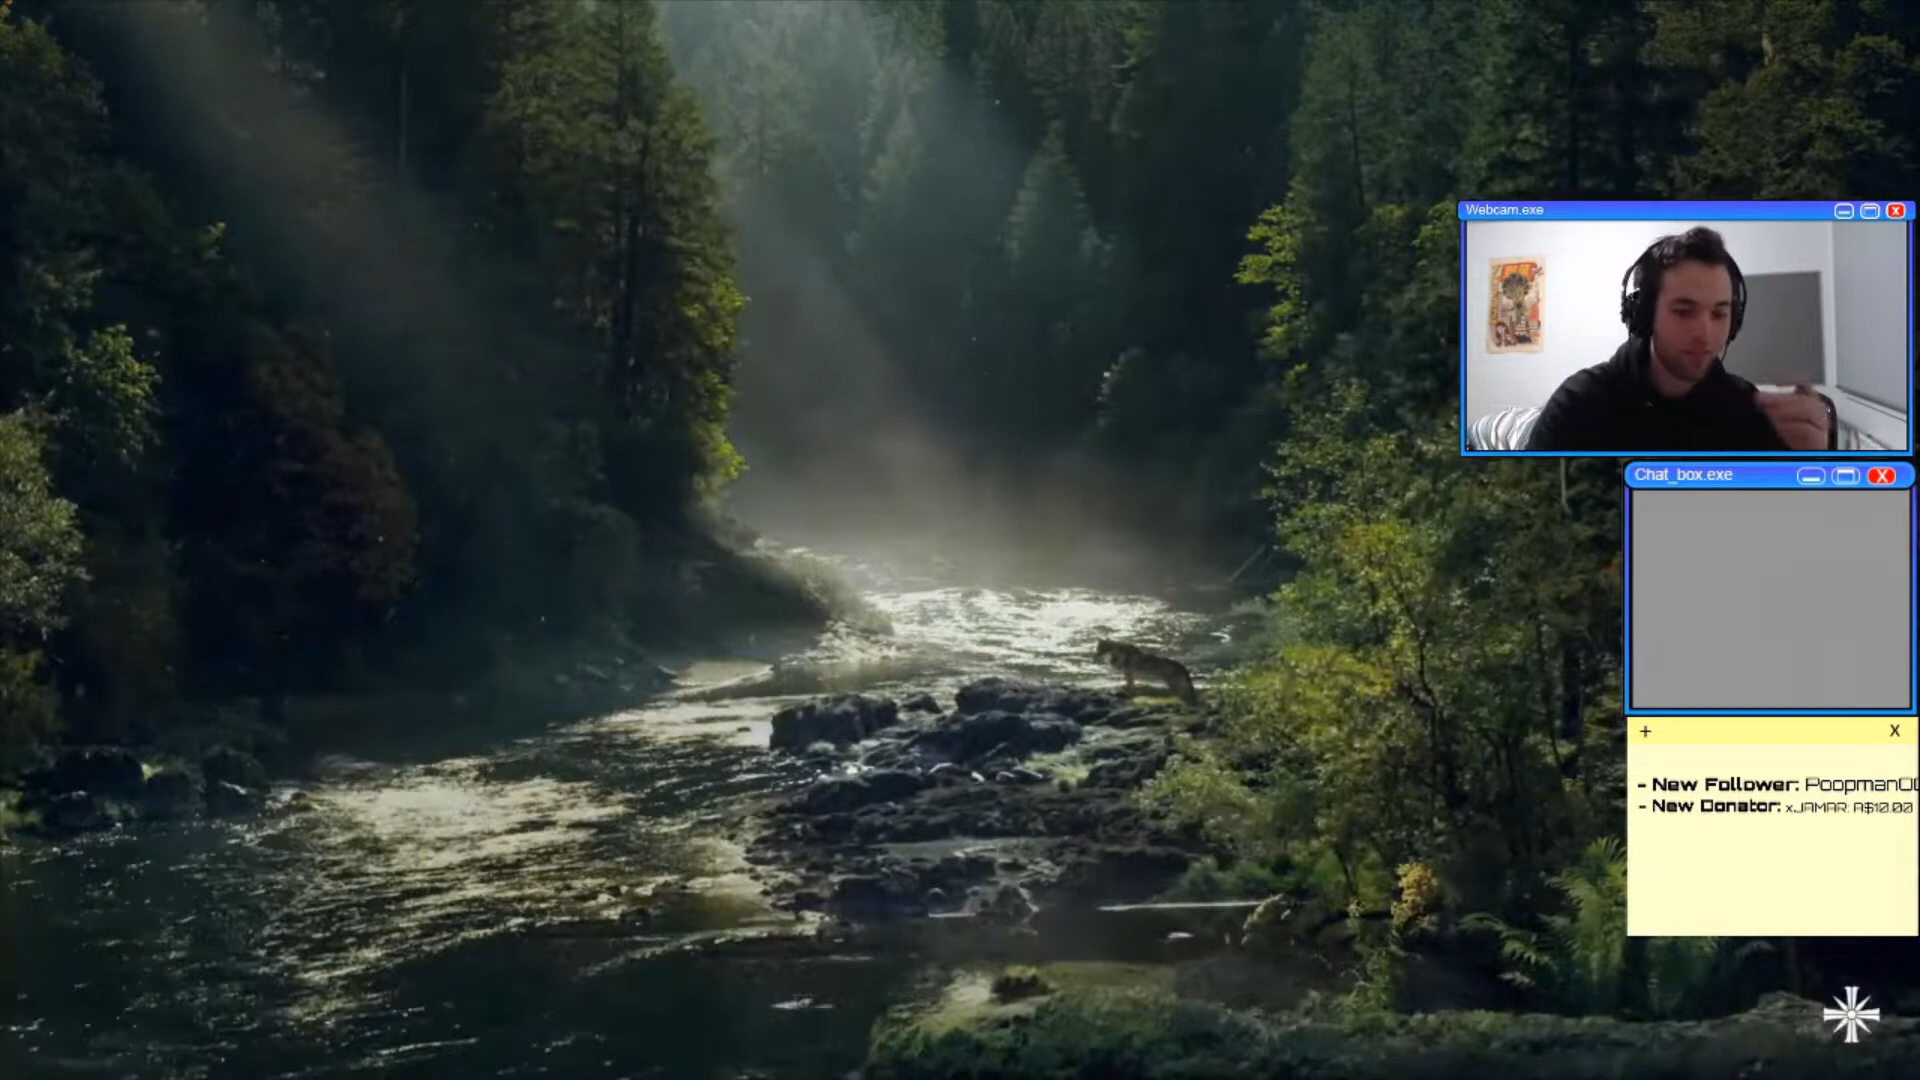 Webcam.exe
Chat_box.exe
+ X
- New Follower:
- New Donator: xJAMAR: A$10.00